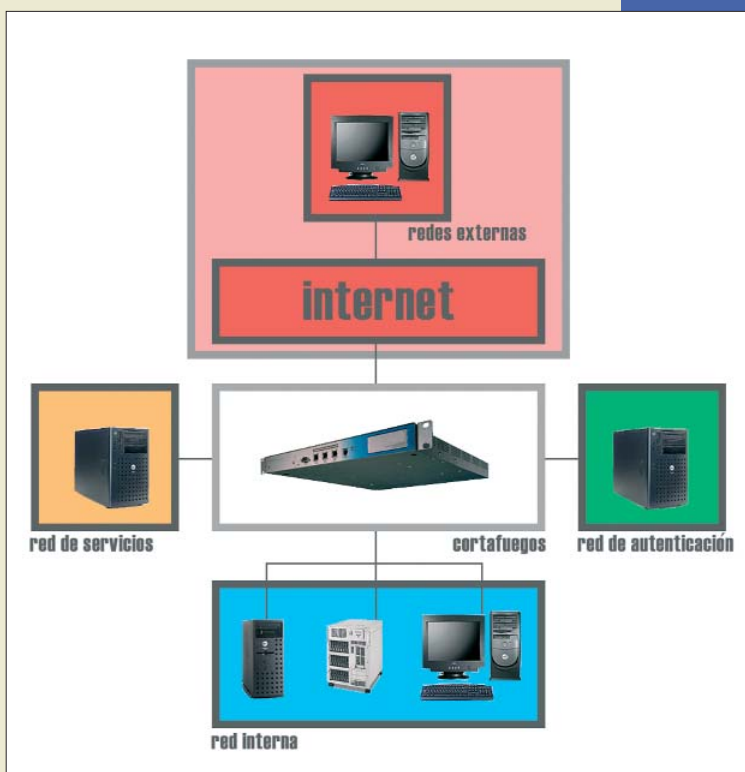 redes externas
internet
red de servicios
cortafuegos
red de autenticación
red interna